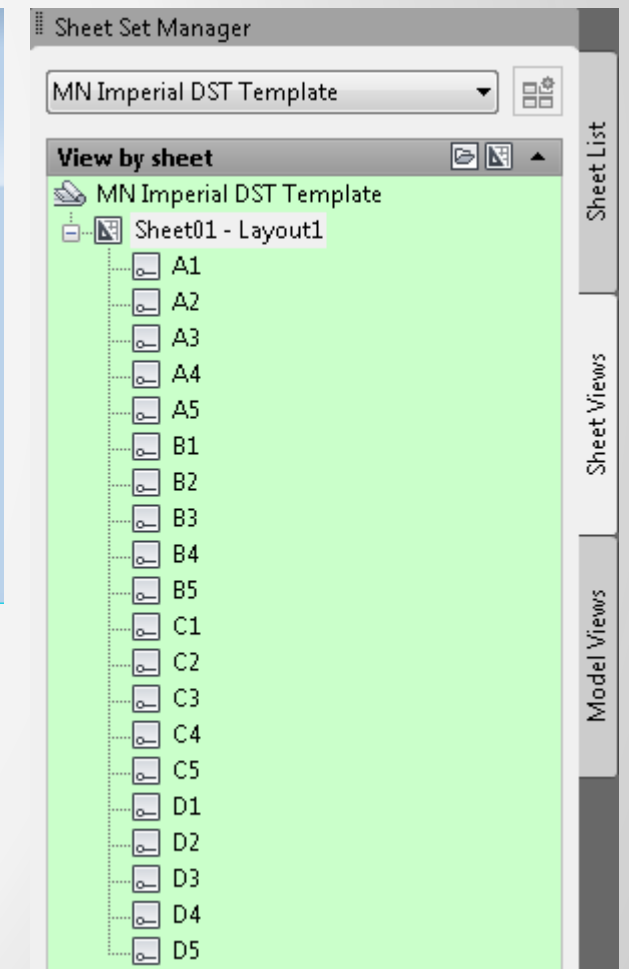 Sheet Set Manager
MN Imperial DST Template
View by sheet
MN Imperial DST Template
Sheet01 - Layout1
A1
A2
A3
A4
A5
B1
B2
B3
B4
B5
C1
C2
C3
C4
C5
D1
D2
D3
D4
D5
Sheet List
Sheet Views
Model Views